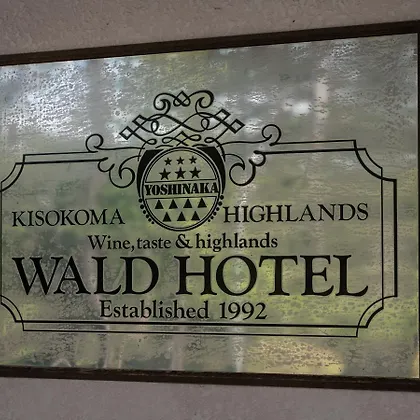 YOSHINAKA
KISOKOMA HIGHLANDS
Wine, taste & highlands
WALD HOTEL
Established 1992